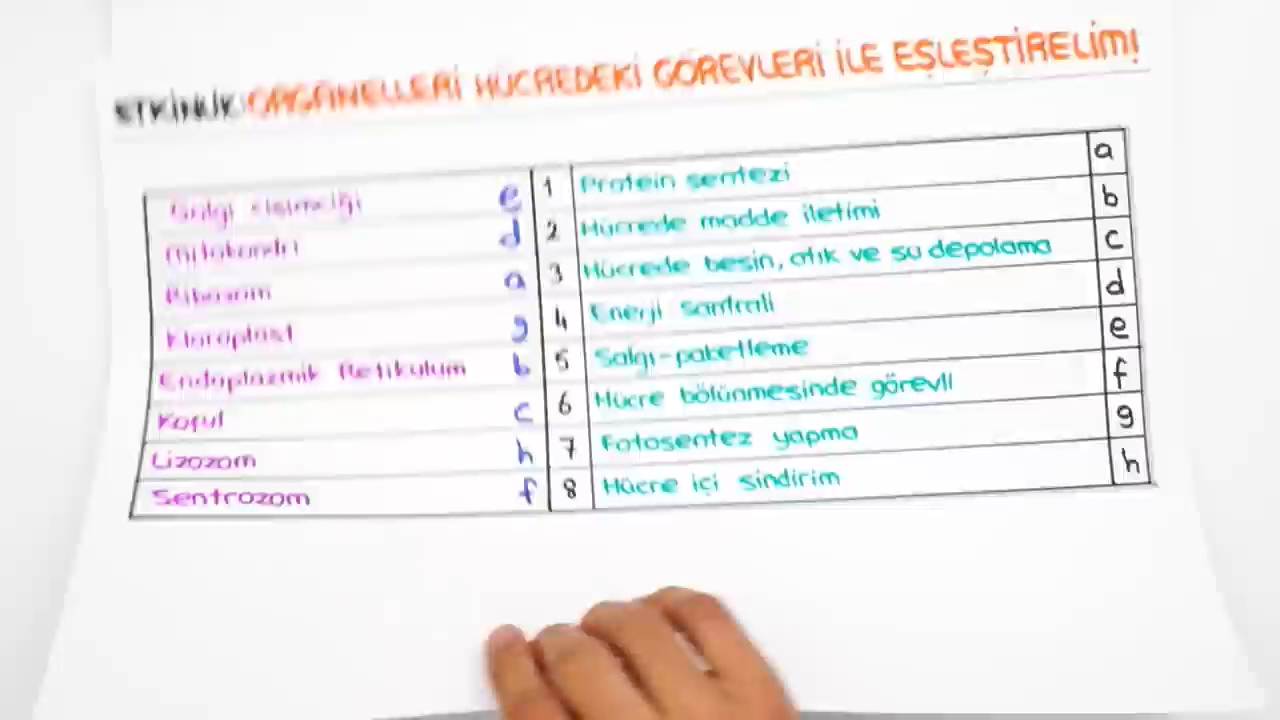 ETKİNLİK: ORGANELLERİ HÜCREDEKİ GÖREVLERİ İLE EŞLEŞTİRELİM!
Golgi cisimciği e 1 Protein sentezi a
Mitokondri d 2 Hücrede madde iletimi b
Ribozom a 3 Hücrede besin, atık ve su depolama c
Kloroplast g 4 Enerji santrali d
Endoplazmik Retikulum b 5 Salgı-paketleme e
Koful c 6 Hücre bölünmesinde görevli f
Lizozom h 7 Fotosentez yapma g
Sentrozom f 8 Hücre içi sindirim h